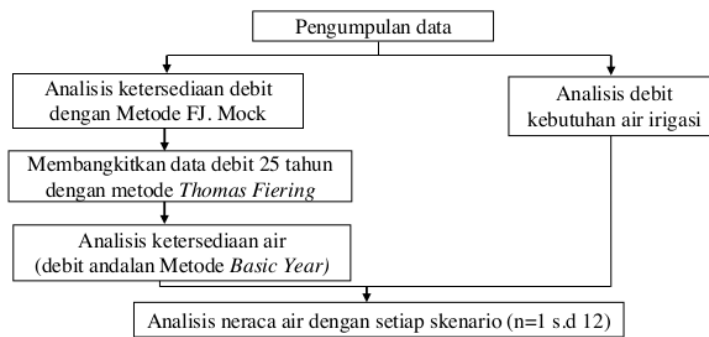 Pengumpulan data
Analisis ketersediaan debit
dengan Metode FJ. Mock
Analisis debit
kebutuhan air irigasi
Membangkitkan data debit 25 tahun
dengan metode Thomas Fiering
Analisis ketersediaan air
(debit andalan Metode Basic Year)
Analisis neraca air dengan setiap skenario (n=1 s.d 12)